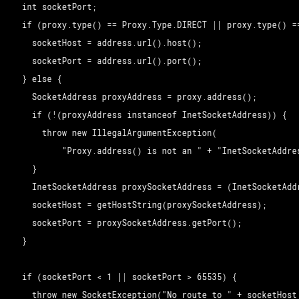 int socketPort;
if (proxy.type() == Proxy.Type.DIRECT || proxy.type() ==
socketHost = address.url().host();
socketPort = address.url().port();
} else {
SocketAddress proxyAddress = proxy.address();
if (!(proxyAddress instanceof InetSocketAddress)) {
throw new IllegalArgumentException(
"Proxy.address() is not an " + "InetSocketAddres
}
InetSocketAddress proxySocketAddress = (InetSocketAddr
socketHost = getHostString(proxySocketAddress);
socketPort = proxySocketAddress.getPort();
}
if (socketPort < 1 || socketPort > 65535) {
throw new SocketException("No route to " + socketHost